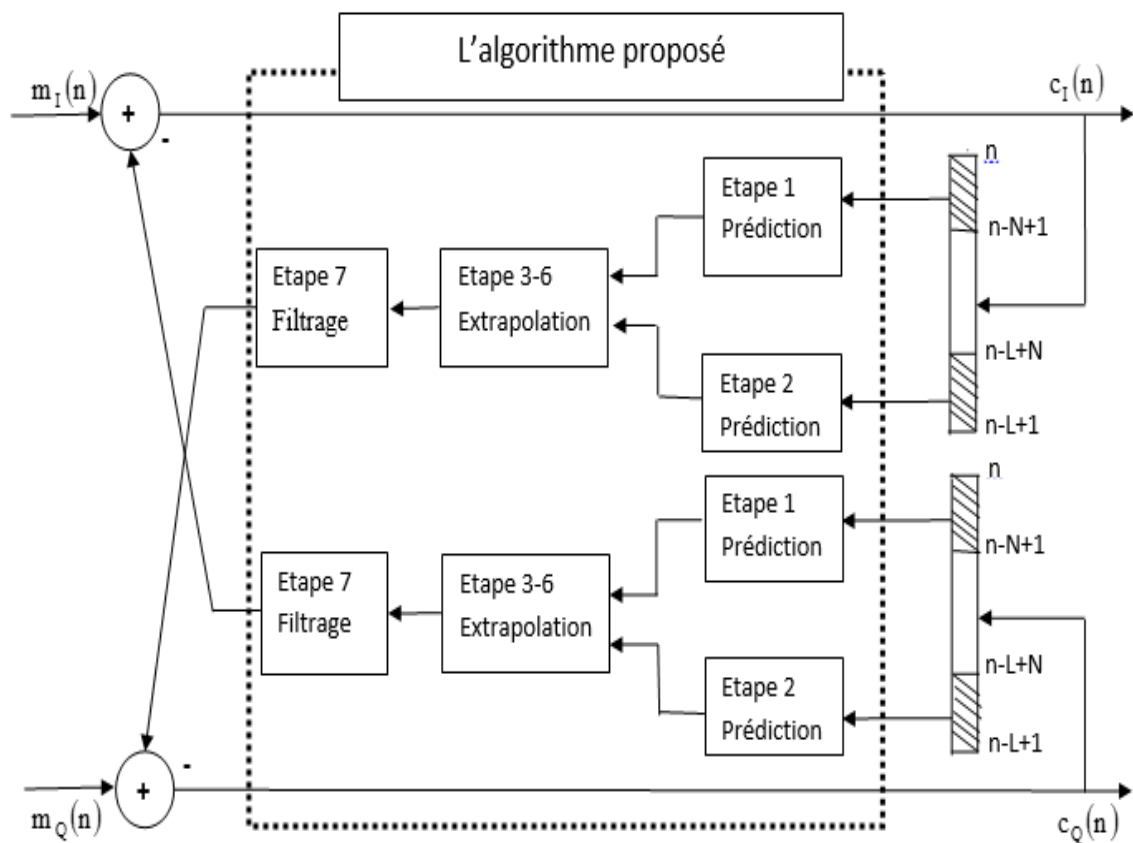 L'algorithme proposé
m_I(n)
+
-
c_I(n)
n
n-N+1
n-L+N
n-L+1
Etape 1
Prédiction
Etape 7
Filtrage
Etape 3-6
Extrapolation
Etape 2
Prédiction
n
n-N+1
n-L+N
n-L+1
Etape 1
Prédiction
Etape 7
Filtrage
Etape 3-6
Extrapolation
Etape 2
Prédiction
-
+
m_Q(n)
c_Q(n)